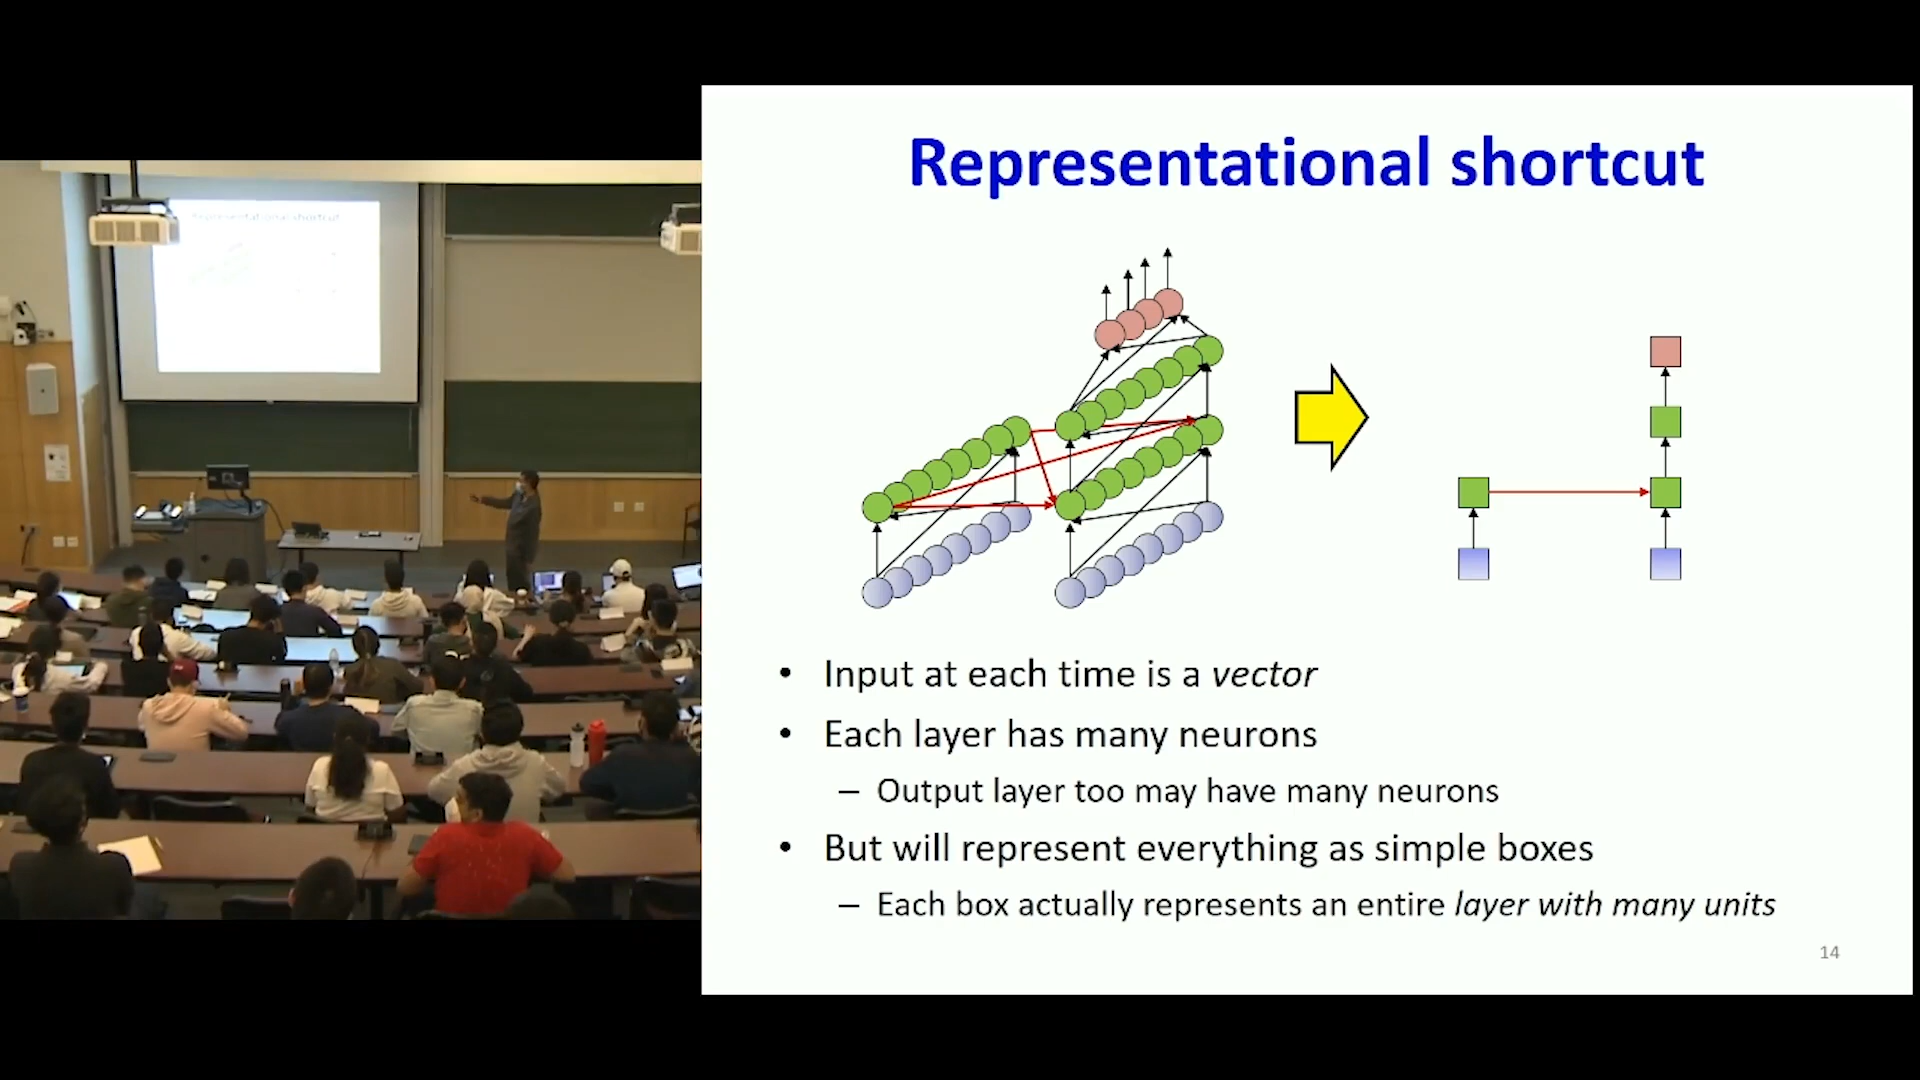 Representational shortcut
Representational shortcut
• Input at each time is a vector
• Each layer has many neurons
– Output layer too may have many neurons
• But will represent everything as simple boxes
– Each box actually represents an entire layer with many units
14